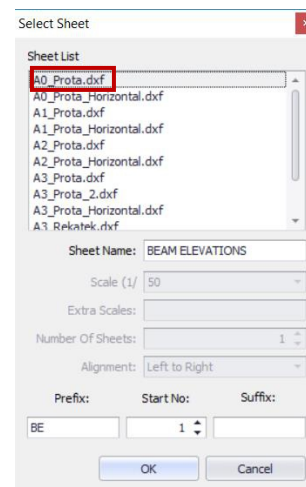 Select Sheet
Sheet List
A0_Prota.dxf
A0_Prota_Horizontal.dxf
A1_Prota.dxf
A1_Prota_Horizontal.dxf
A2_Prota.dxf
A2_Prota_Horizontal.dxf
A3_Prota.dxf
A3_Prota_2.dxf
A3_Prota_Horizontal.dxf
A3_Rekatek.dxf
Sheet Name: BEAM ELEVATIONS
Scale (1/ 50
Extra Scales:
Number Of Sheets: 1
Alignment: Left to Right
Prefix: Start No: Suffix:
BE 1
OK Cancel